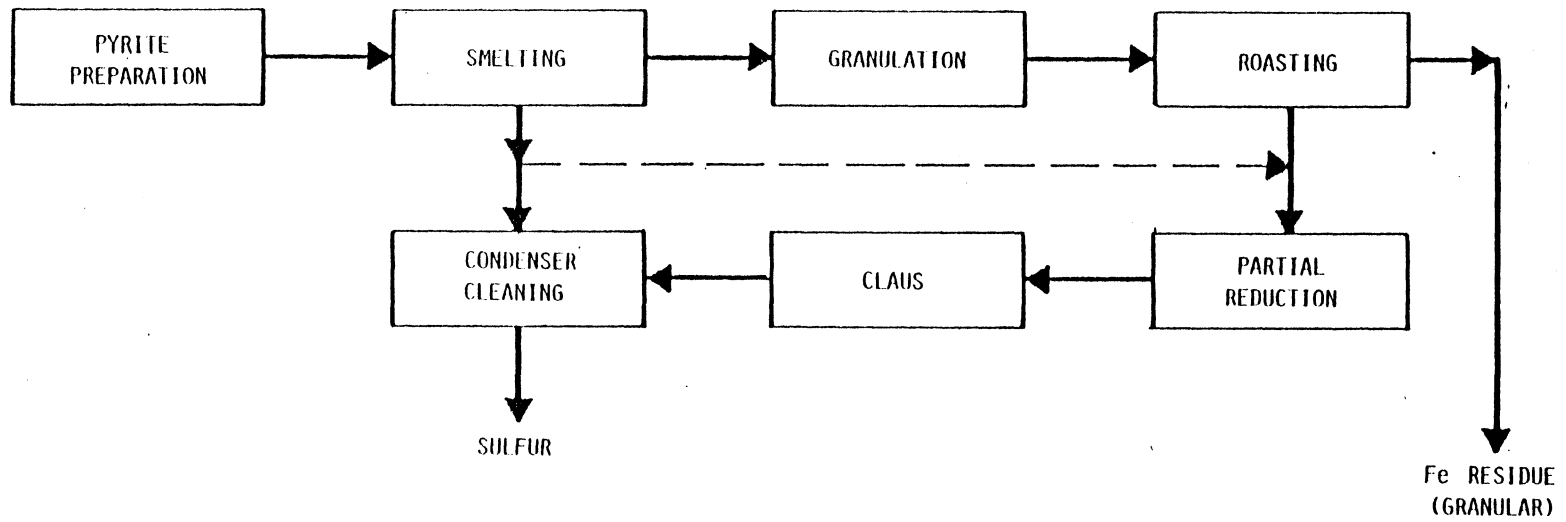 PYRITE
PREPARATION
SMELTING
GRANULATION
ROASTING
CONDENSER
CLEANING
CLAUS
PARTIAL
REDUCTION
SULFUR
Fe RESIDUE
(GRANULAR)